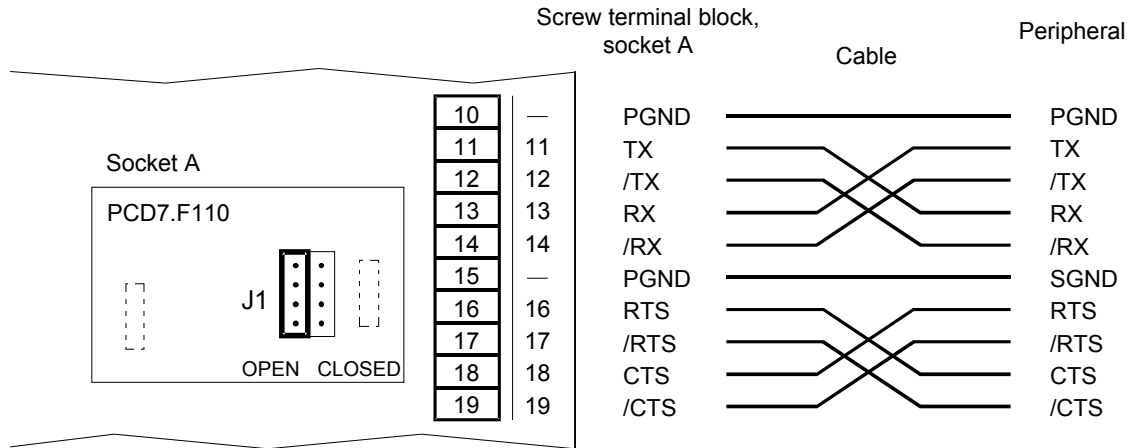 Screw terminal block,
socket A
Cable
Peripheral
Socket A
PCD7.F110
J1
OPEN CLOSED
10 — PGND PGND
11 11 TX TX
12 12 /TX /TX
13 13 RX RX
14 14 /RX /RX
15 — PGND SGND
16 16 RTS RTS
17 17 /RTS /RTS
18 18 CTS CTS
19 19 /CTS /CTS